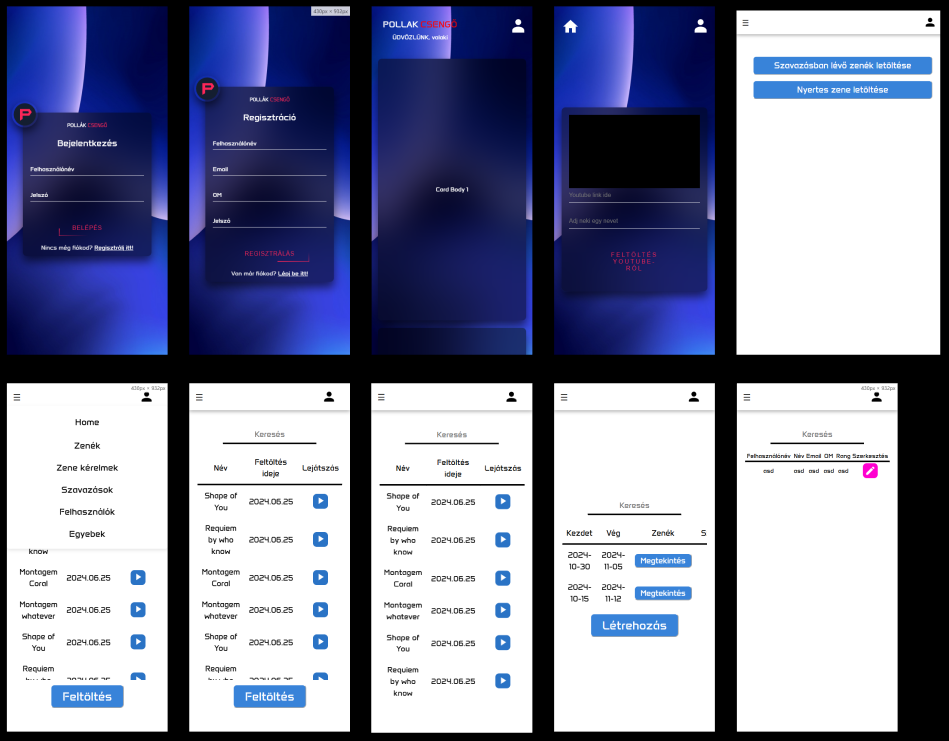 P
POLLÁK CSENGŐ
Bejelentkezés
Felhasználónév
Jelszó
BELÉPÉS
Nincs még fiókod? Regisztrálj itt!
430px × 932px
P
POLLÁK CSENGŐ
Regisztráció
Felhasználónév
Email
OM
Jelszó
REGISZTRÁLÁS
Van már fiókod? Lépj be itt!
POLLAK CSENGŐ
ÜDVÖZLÜNK, valaki
Card Body 1
Youtube link ide
Adj neki egy nevet
FELTÖLTÉS
YOUTUBE-
RÓL
☰
Szavazásban lévő zenék letöltése
Nyertes zene letöltése
430px × 932px
☰
Home
Zenék
Zene kérelmek
Szavazások
Felhasználók
Egyebek
know
Montagem
Coral 2024.06.25
Montagem
whatever 2024.06.25
Shape of
You 2024.06.25
Requiem
by who 2024.06.25
Feltöltés
☰
Keresés
Név Feltöltés ideje Lejátszás
Shape of
You 2024.06.25
Requiem
by who 2024.06.25
know
Montagem
Coral 2024.06.25
Montagem
whatever 2024.06.25
Shape of
You 2024.06.25
Requiem
by who 2024.06.25
Feltöltés
☰
Keresés
Név Feltöltés ideje Lejátszás
Shape of
You 2024.06.25
Requiem
by who 2024.06.25
know
Montagem
Coral 2024.06.25
Montagem
whatever 2024.06.25
Shape of
You 2024.06.25
Requiem
by who 2024.06.25
know
☰
Keresés
Kezdet Vég Zenék S
2024-10-30 2024-11-05 Megtekintés
2024-10-15 2024-11-12 Megtekintés
Létrehozás
430px × 932px
☰
Keresés
Felhasználónév Név Email OM Rang Szerkesztés
asd asd asd asd asd